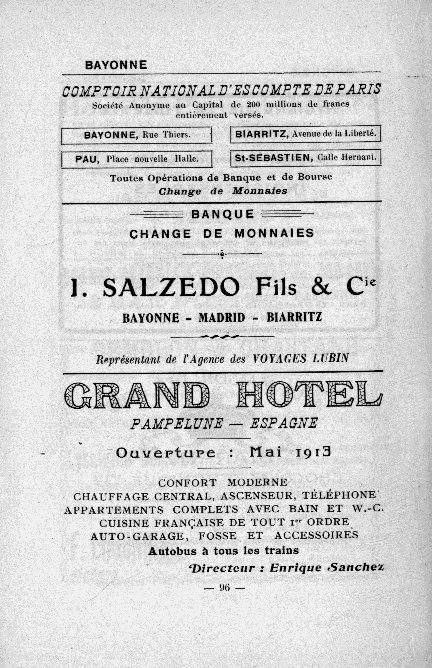 BAYONNE
COMPTOIR NATIONAL D'ESCOMPTE DE PARIS
Société Anonyme au Capital de 200 millions de francs
entièrement versés.
BAYONNE, Rue Thiers.
BIARRITZ, Avenue de la Liberté.
PAU, Place nouvelle Halle.
St-SÉBASTIEN, Calle Hernani.
Toutes Opérations de Banque et de Bourse
Change de Monnaies
BANQUE
CHANGE DE MONNAIES
I. SALZEDO Fils & Cie
BAYONNE - MADRID - BIARRITZ
Représentant de l'Agence des VOYAGES LUBIN
GRAND HOTEL
PAMPELUNE — ESPAGNE
Ouverture : Mai 1913
CONFORT MODERNE
CHAUFFAGE CENTRAL, ASCENSEUR, TÉLÉPHONE
APPARTEMENTS COMPLETS AVEC BAIN ET W.-C.
CUISINE FRANÇAISE DE TOUT 1er ORDRE
AUTO-GARAGE, FOSSE ET ACCESSOIRES
Autobus à tous les trains
Directeur : Enrique Sanchez
— 96 —